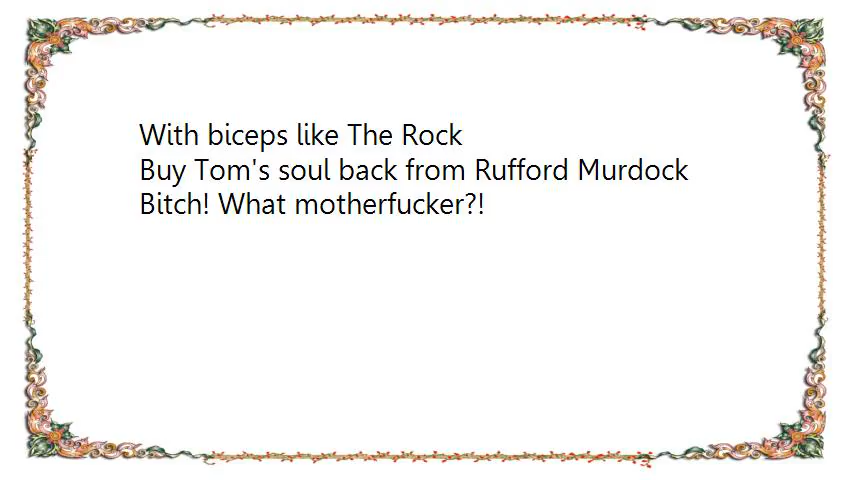 With biceps like The Rock
Buy Tom's soul back from Rufford Murdock
Bitch! What motherfucker?!